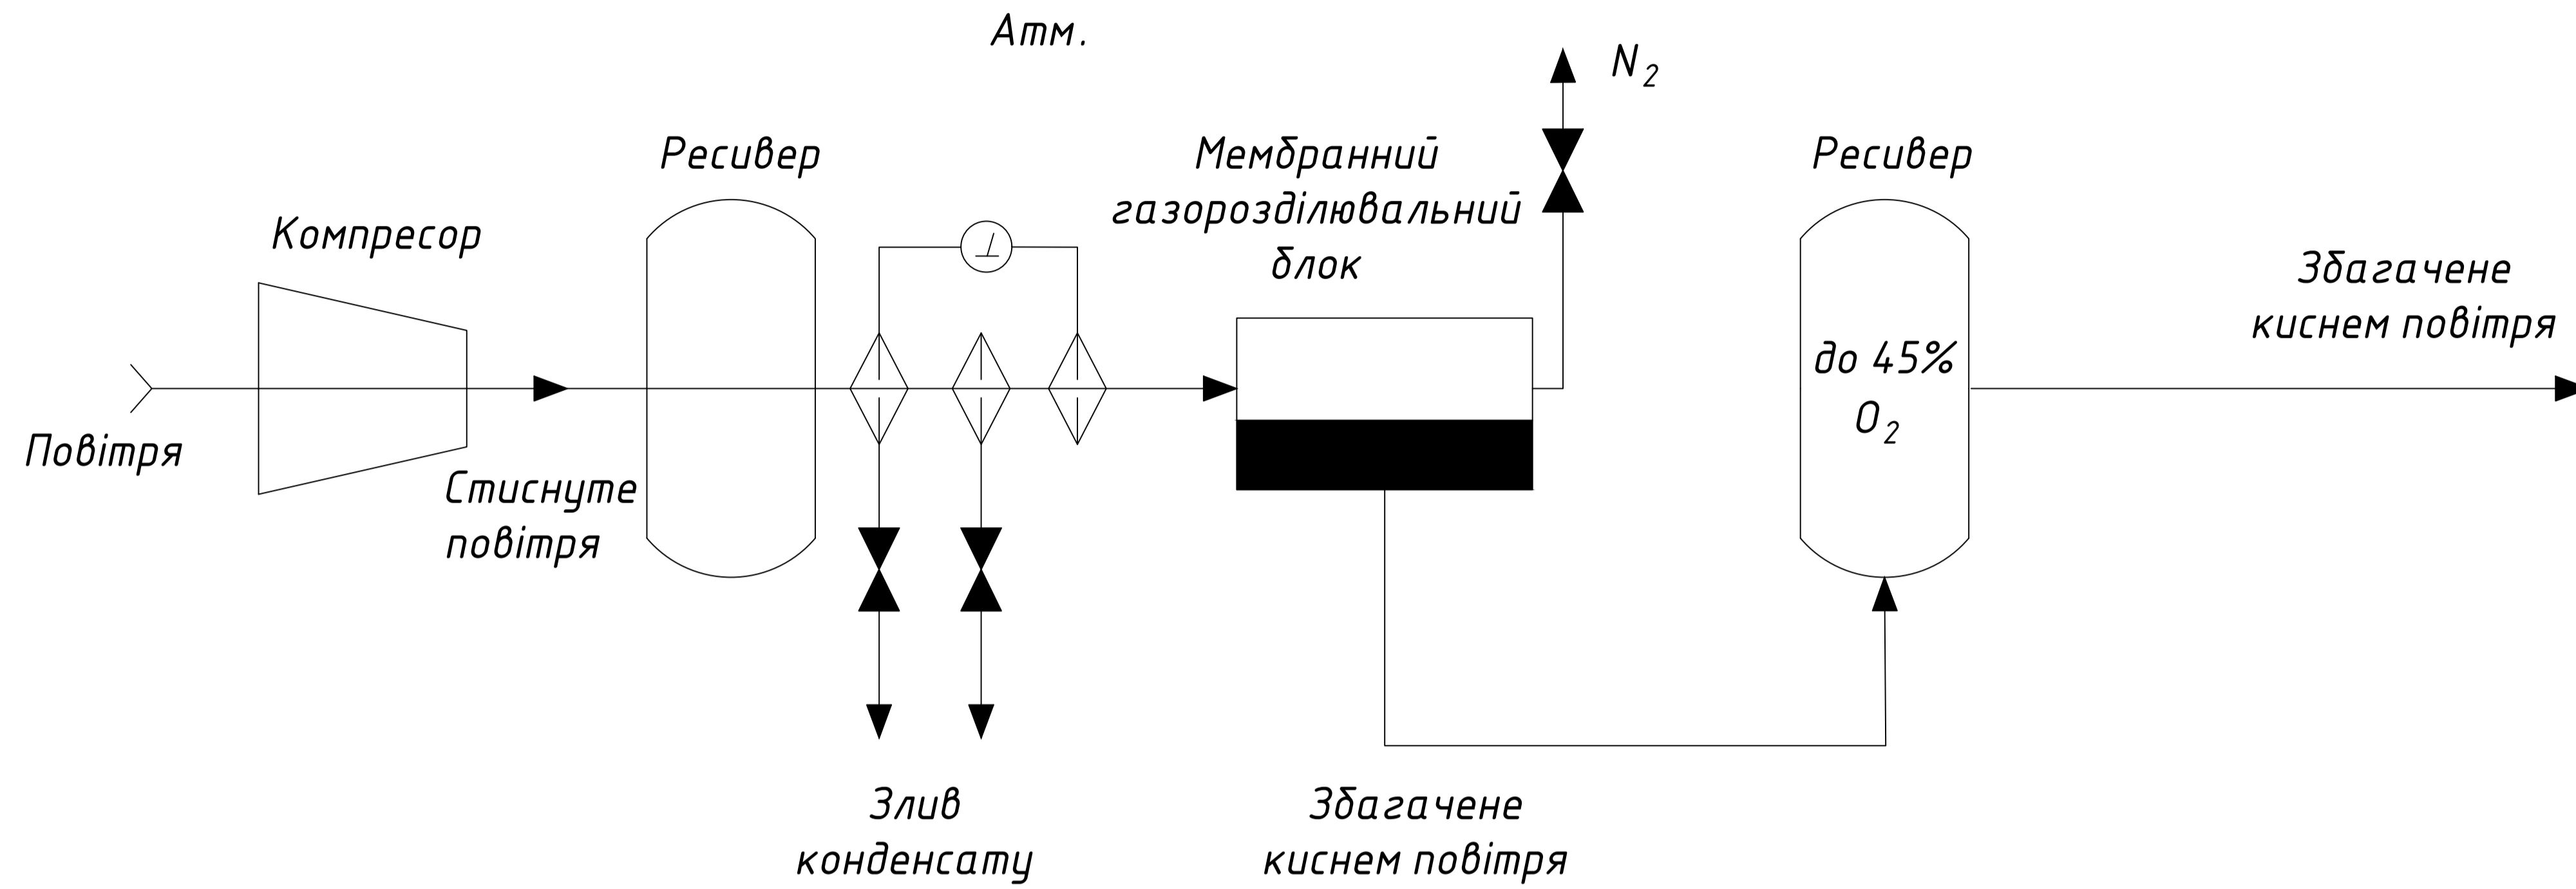 Атм.
N2
Ресивер
Мембранний
газорозділювальний
блок
Ресивер
Компресор
Збагачене
киснем повітря
до 45%
O2
Повітря
Стиснуте
повітря
Злив
конденсату
Збагачене
киснем повітря